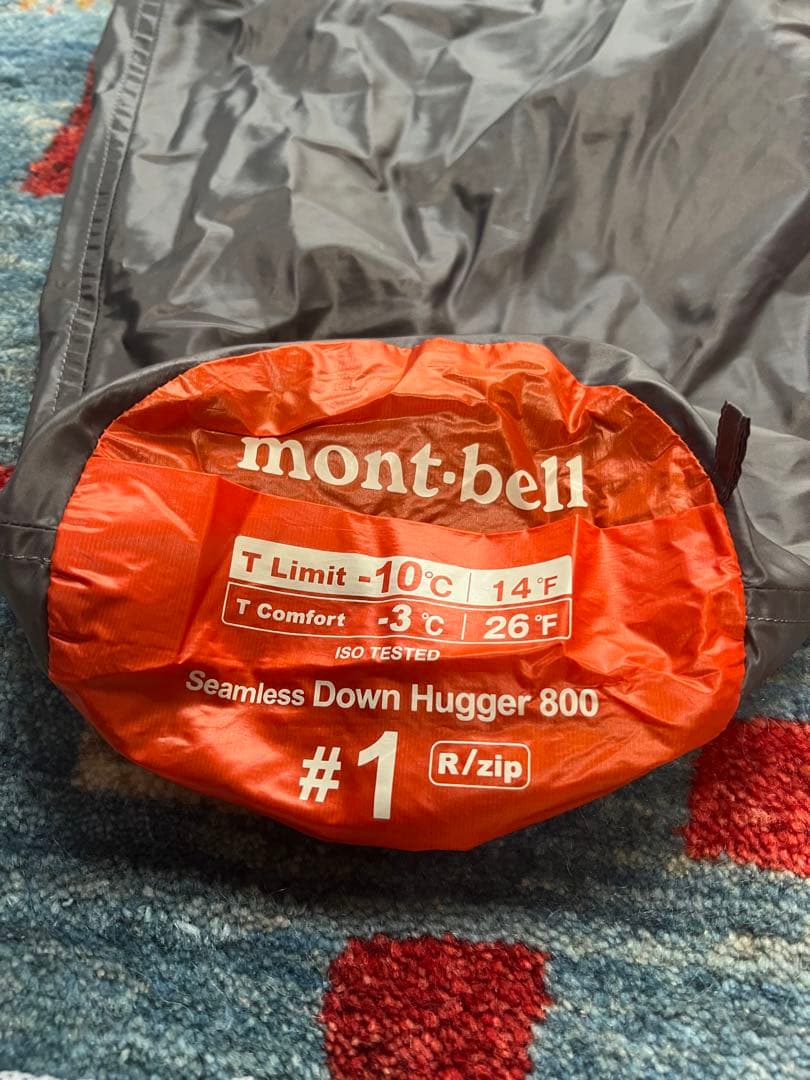 mont·bell
T Limit -10℃ | 14°F
T Comfort -3℃ | 26°F
ISO TESTED
Seamless Down Hugger 800
#1 R/zip